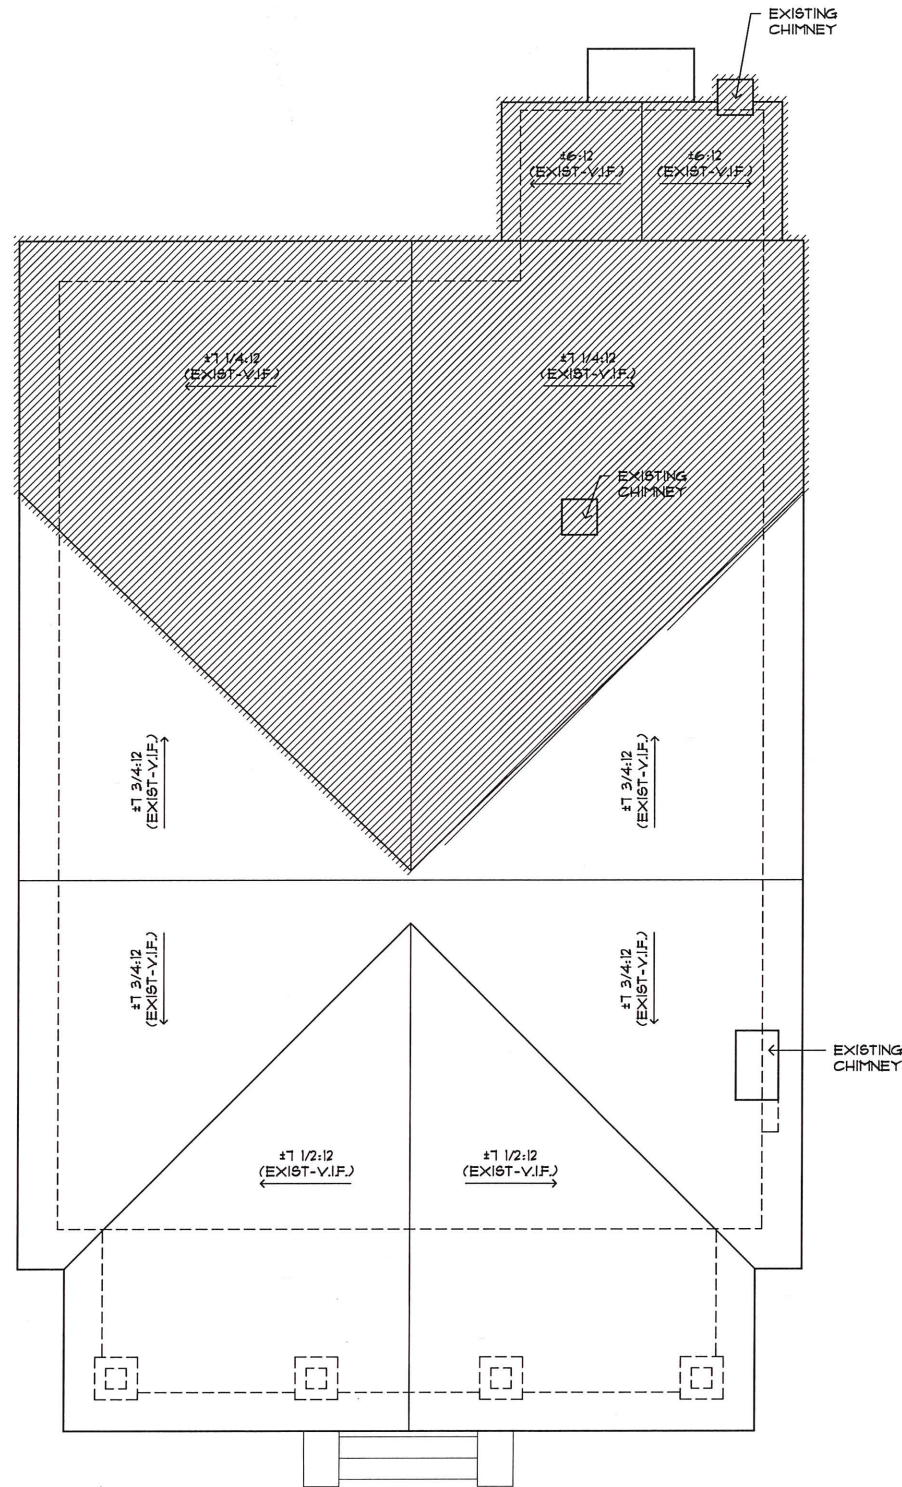 EXISTING
CHIMNEY
±6:12
(EXIST-V.I.F.)
±6:12
(EXIST-V.I.F.)
±7 1/4:12
(EXIST-V.I.F.)
±7 1/4:12
(EXIST-V.I.F.)
EXISTING
CHIMNEY
±7 3/4:12
(EXIST-V.I.F.)
±7 3/4:12
(EXIST-V.I.F.)
±7 3/4:12
(EXIST-V.I.F.)
±7 3/4:12
(EXIST-V.I.F.)
EXISTING
CHIMNEY
±7 1/2:12
(EXIST-V.I.F.)
±7 1/2:12
(EXIST-V.I.F.)